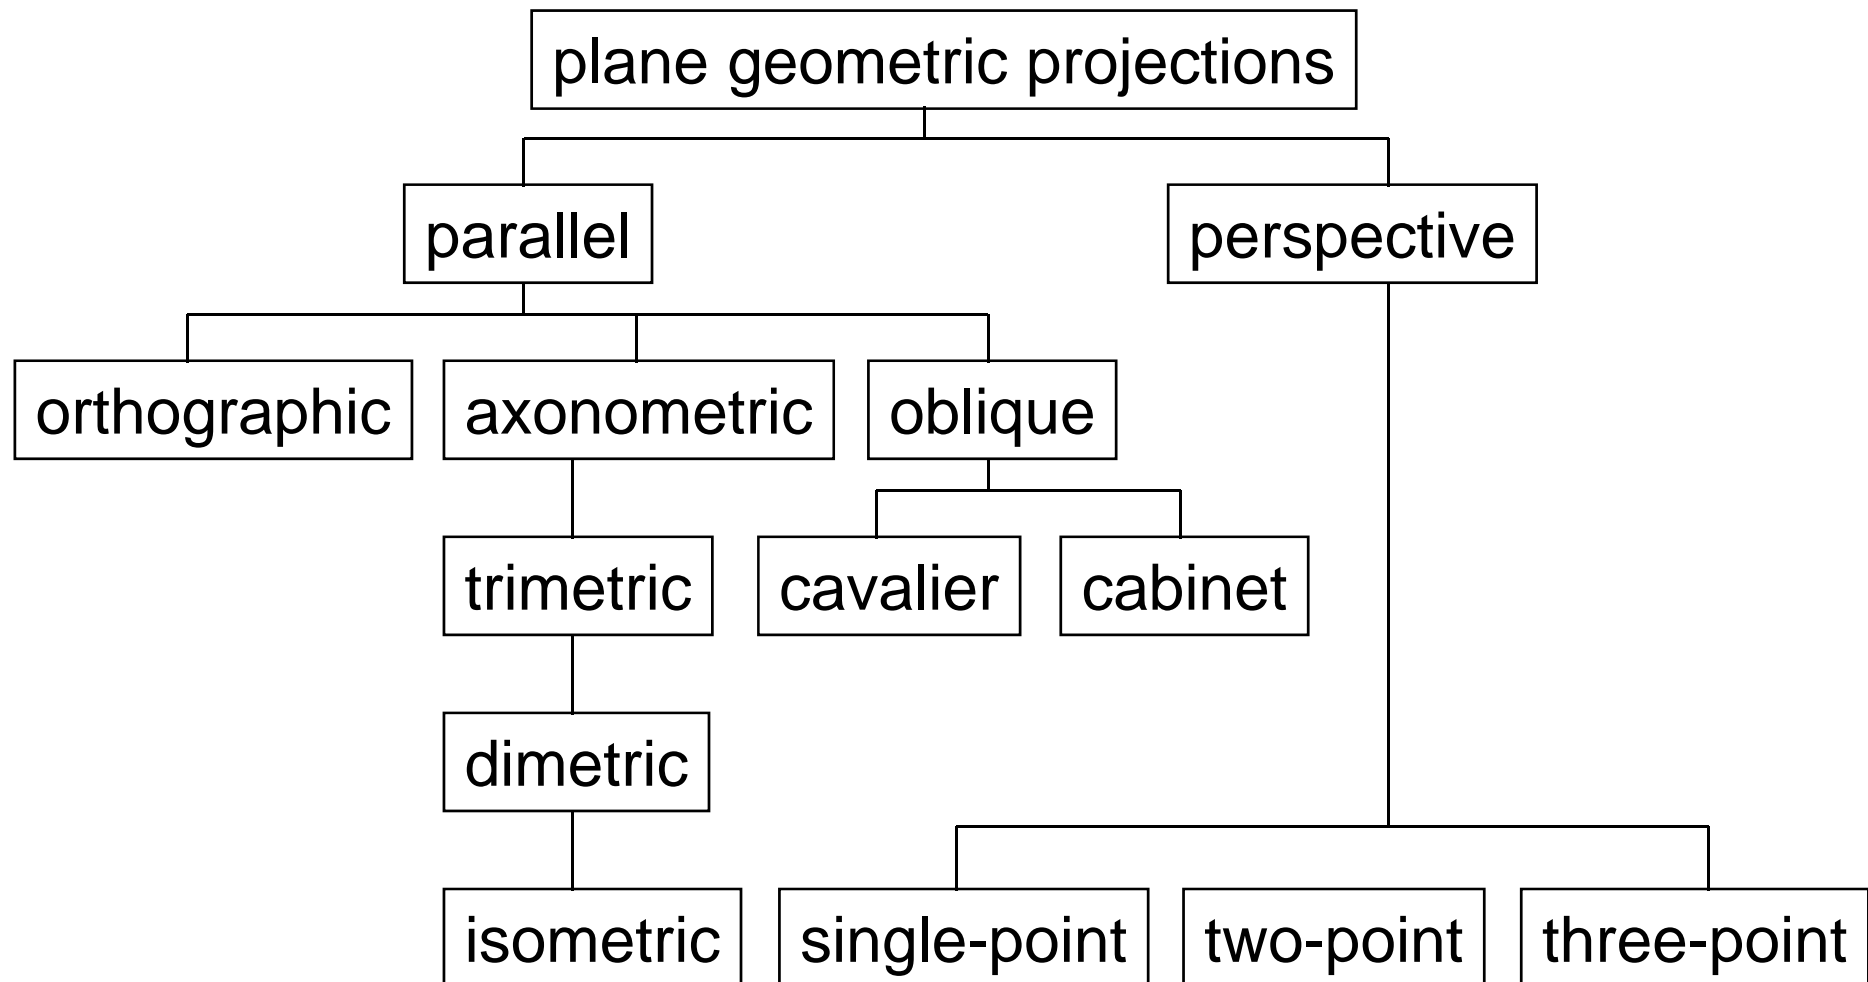 plane geometric projections
parallel
perspective
orthographic
axonometric
oblique
trimetric
cavalier
cabinet
dimetric
isometric
single-point
two-point
three-point